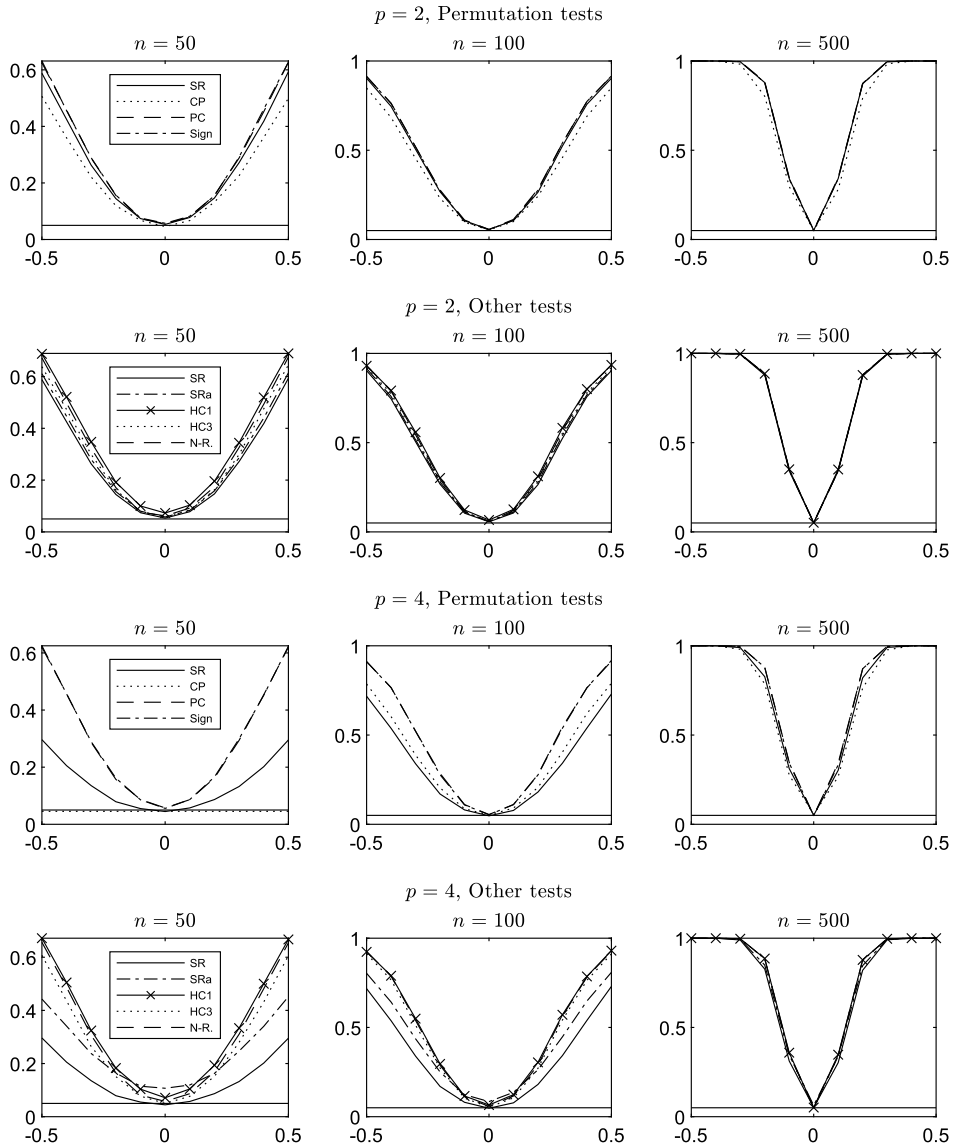 p = 2, Permutation tests
n = 50
n = 100
n = 500
0.6
0.4
0.2
0
SR
CP
PC
Sign
-0.5
0
0.5
1
0.5
0
-0.5
0
0.5
1
0.5
0
-0.5
0
0.5
p = 2, Other tests
n = 50
n = 100
n = 500
0.6
0.4
0.2
0
SR
SRa
HC1
HC3
N-R.
-0.5
0
0.5
1
0.5
0
-0.5
0
0.5
1
0.5
0
-0.5
0
0.5
p = 4, Permutation tests
n = 50
n = 100
n = 500
0.6
0.4
0.2
0
SR
CP
PC
Sign
-0.5
0
0.5
1
0.5
0
-0.5
0
0.5
1
0.5
0
-0.5
0
0.5
p = 4, Other tests
n = 50
n = 100
n = 500
0.6
0.4
0.2
0
SR
SRa
HC1
HC3
N-R.
-0.5
0
0.5
1
0.5
0
-0.5
0
0.5
1
0.5
0
-0.5
0
0.5